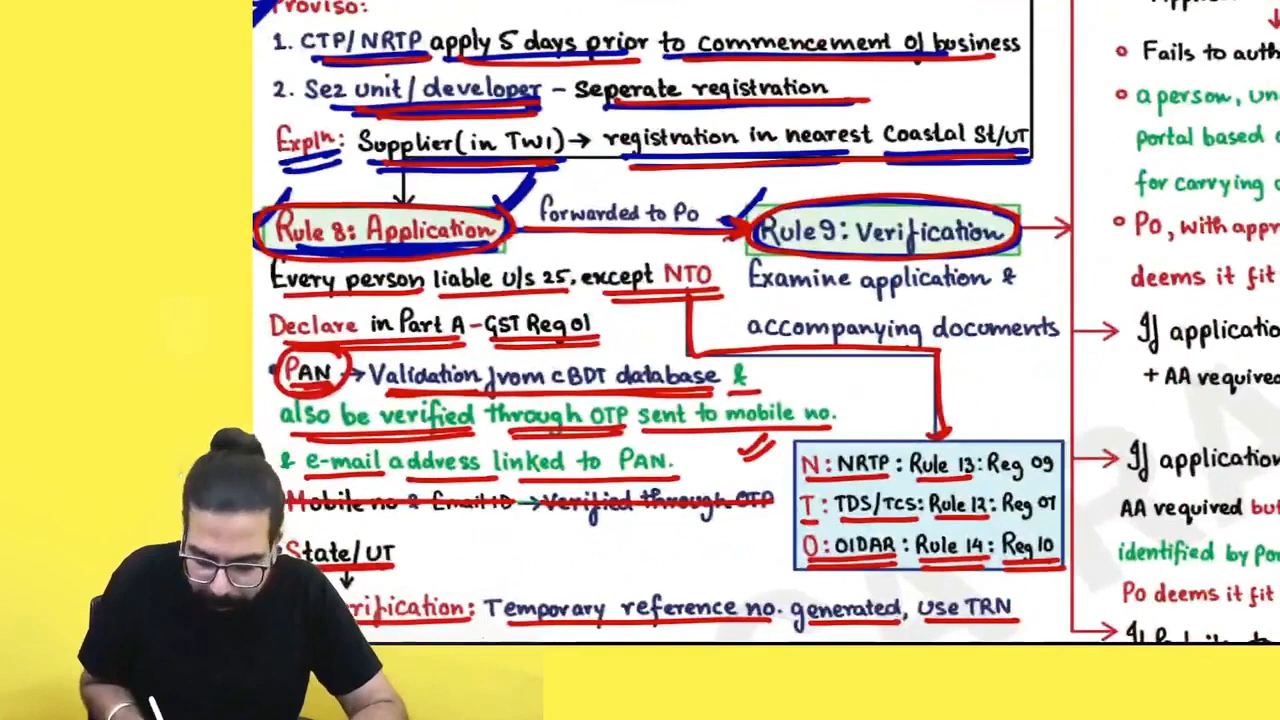 Proviso:
1. CTP/NRTP apply 5 days prior to commencement of business
2. Sez unit/developer - Seperate registration
Expln: Supplier(in TWI)→ registration in nearest Coastal St/UT
Rule 8: Application
forwarded to Po
Rule 9: Verification
Every person liable U/s 25. except NTO
Declare in Part A-GST Reg 01
PAN → Validation from CBDT database &
also be verified through OTP sent to mobile no.
& e-mail address linked to PAN.
Mobile no & Email ID →Verified through OTP
State/UT
rification: Temporary reference no. generated, Use TRN
Examine application &
accompanying documents
N: NRTP: Rule 13: Reg 09
T: TDS/TCS: Rule 12: Reg 07
O: OIDAR: Rule 14: Reg 10
Fails to auth
a person, un
portal based
for carrying
Po, with appr
deems it fit
If applicatio
+ AA require
If application
AA required but
identified by Por
Po deems it fit